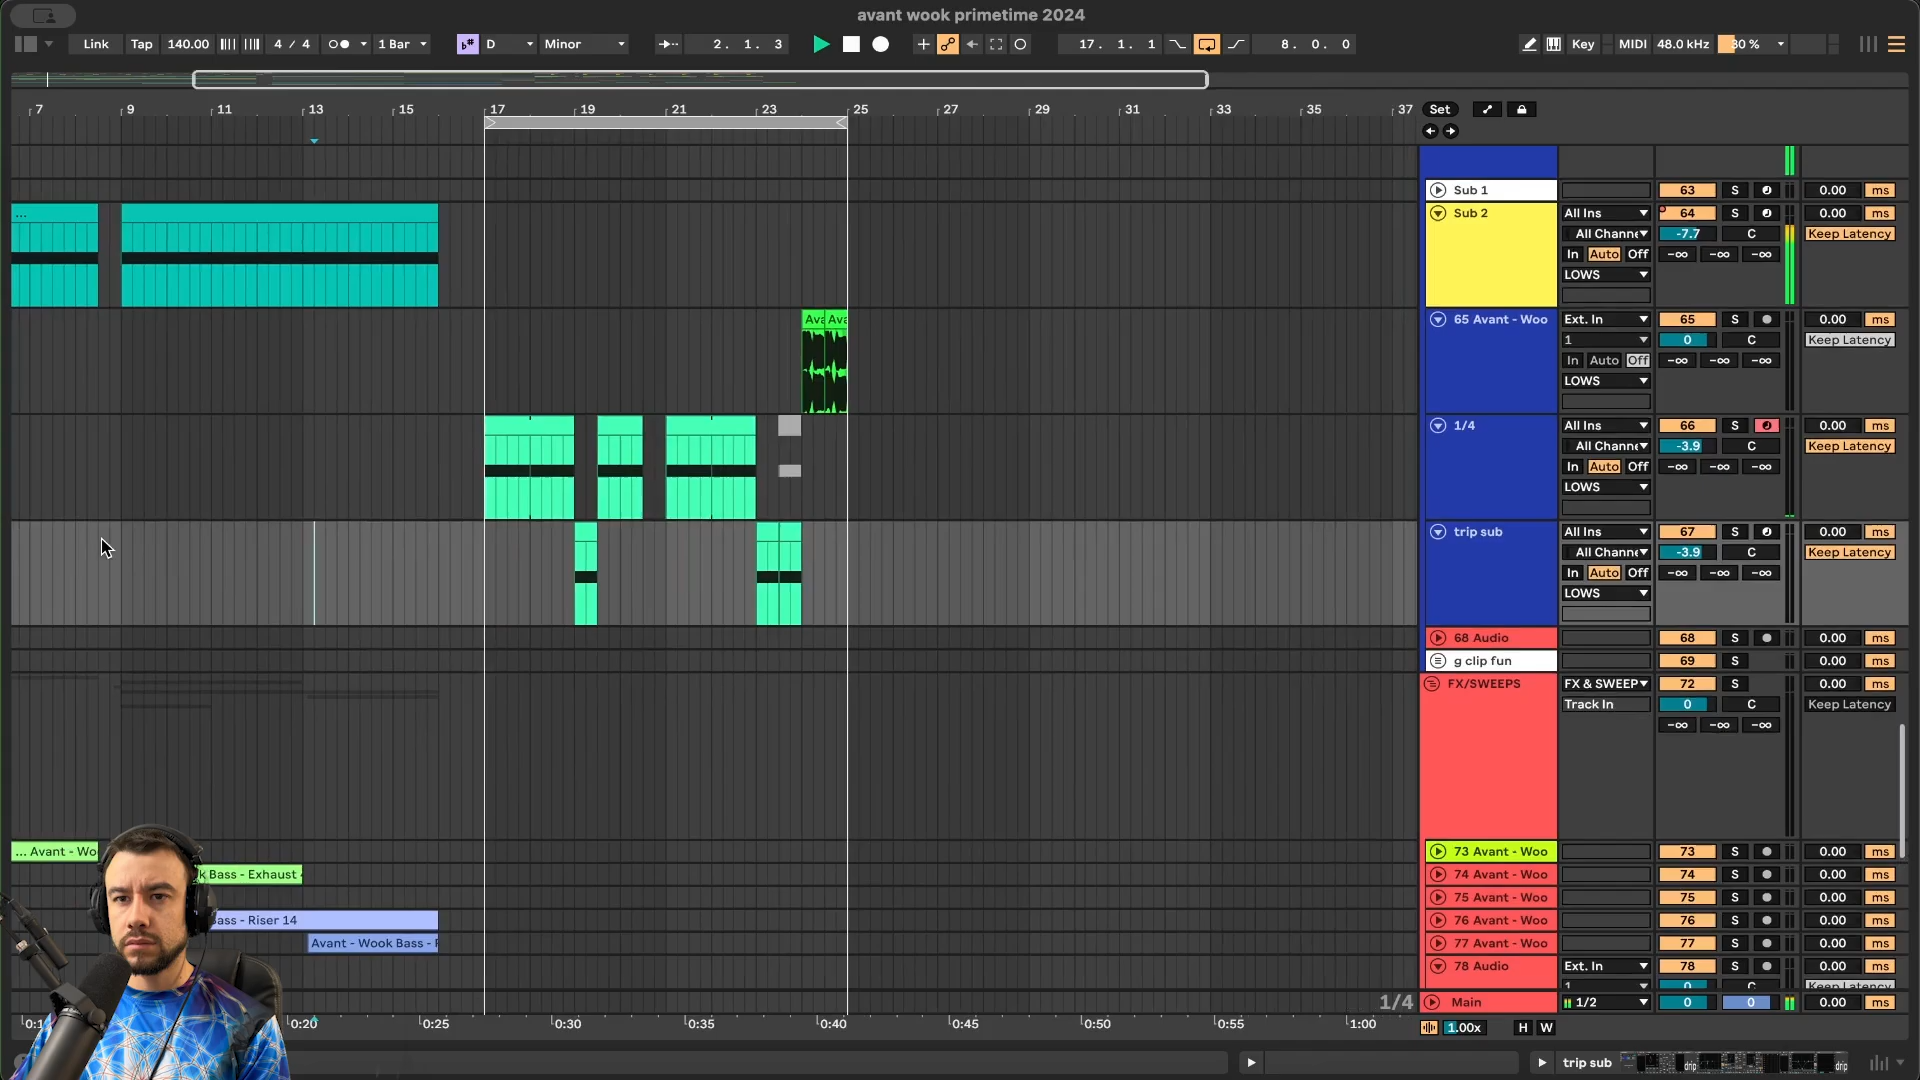 avant wook primetime 2024
Link Tap 140.00 4 / 4 1 Bar D Minor 2. 1. 3 17. 1. 1 8. 0. 0 Key MIDI 48.0 kHz 30 %
7 9 11 13 15 17 19 21 23 25 27 29 31 33 35 37 Set
Sub 1 63 S 0.00 ms
... Sub 2 All Ins 64 S 0.00 ms
All Channe -7.7 C Keep Latency
In Auto Off -∞ -∞ -∞
LOWS
Ava Ava 65 Avant - Woo Ext. In 65 S 0.00 ms
1 0 C Keep Latency
In Auto Off -∞ -∞ -∞
LOWS
1/4 All Ins 66 S 0.00 ms
All Channe -3.9 C Keep Latency
In Auto Off -∞ -∞ -∞
LOWS
trip sub All Ins 67 S 0.00 ms
All Channe -3.9 C Keep Latency
In Auto Off -∞ -∞ -∞
LOWS
68 Audio 68 S 0.00 ms
g clip fun 69 S 0.00 ms
FX/SWEEPS FX & SWEEP 72 S 0.00 ms
Track In 0 C Keep Latency
-∞ -∞ -∞
... Avant - Wo 73 Avant - Woo 73 S 0.00 ms
k Bass - Exhaust 74 Avant - Woo 74 S 0.00 ms
75 Avant - Woo 75 S 0.00 ms
Bass - Riser 14 76 Avant - Woo 76 S 0.00 ms
Avant - Wook Bass - 77 Avant - Woo 77 S 0.00 ms
78 Audio Ext. In 78 S 0.00 ms
1 0 C Keep Latency
1/4 Main 1/2 0 0 0.00 ms
0:1 0:20 0:25 0:30 0:35 0:40 0:45 0:50 0:55 1:00 1.00x H W
trip sub drip drip drip